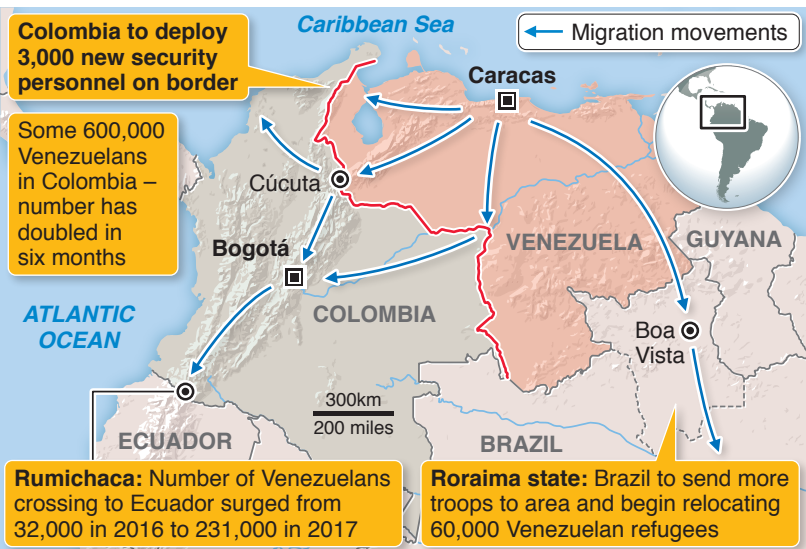 Colombia to deploy
3,000 new security
personnel on border
Caribbean Sea
Migration movements
Caracas
Some 600,000
Venezuelans
in Colombia –
number has
doubled in
six months
Cúcuta
Bogotá
VENEZUELA
GUYANA
ATLANTIC
OCEAN
COLOMBIA
Boa
Vista
300km
200 miles
ECUADOR
BRAZIL
Rumichaca: Number of Venezuelans
crossing to Ecuador surged from
32,000 in 2016 to 231,000 in 2017
Roraima state: Brazil to send more
troops to area and begin relocating
60,000 Venezuelan refugees